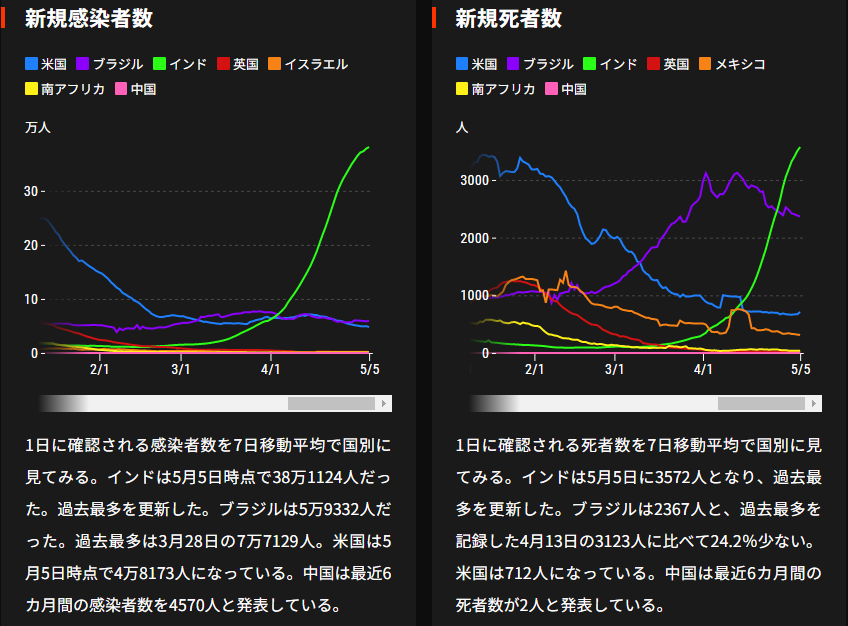 新規感染者数
米国 ブラジル インド 英国 イスラエル
南アフリカ 中国
万人
30
20
10
0
2/1 3/1 4/1 5/5
1日に確認される感染者数を7日移動平均で国別に
見てみる。インドは5月5日時点で38万1124人だっ
た。過去最多を更新した。ブラジルは5万9332人だ
った。過去最多は3月28日の7万7129人。米国は5
月5日時点で4万8173人になっている。中国は最近6
カ月間の感染者数を4570人と発表している。
新規死者数
米国 ブラジル インド 英国 メキシコ
南アフリカ 中国
人
3000
2000
1000
0
2/1 3/1 4/1 5/5
1日に確認される死者数を7日移動平均で国別に見
てみる。インドは5月5日に3572人となり、過去最
多を更新した。ブラジルは2367人と、過去最多を
記録した4月13日の3123人に比べて24.2%少ない。
米国は712人になっている。中国は最近6カ月間の
死者数が2人と発表している。